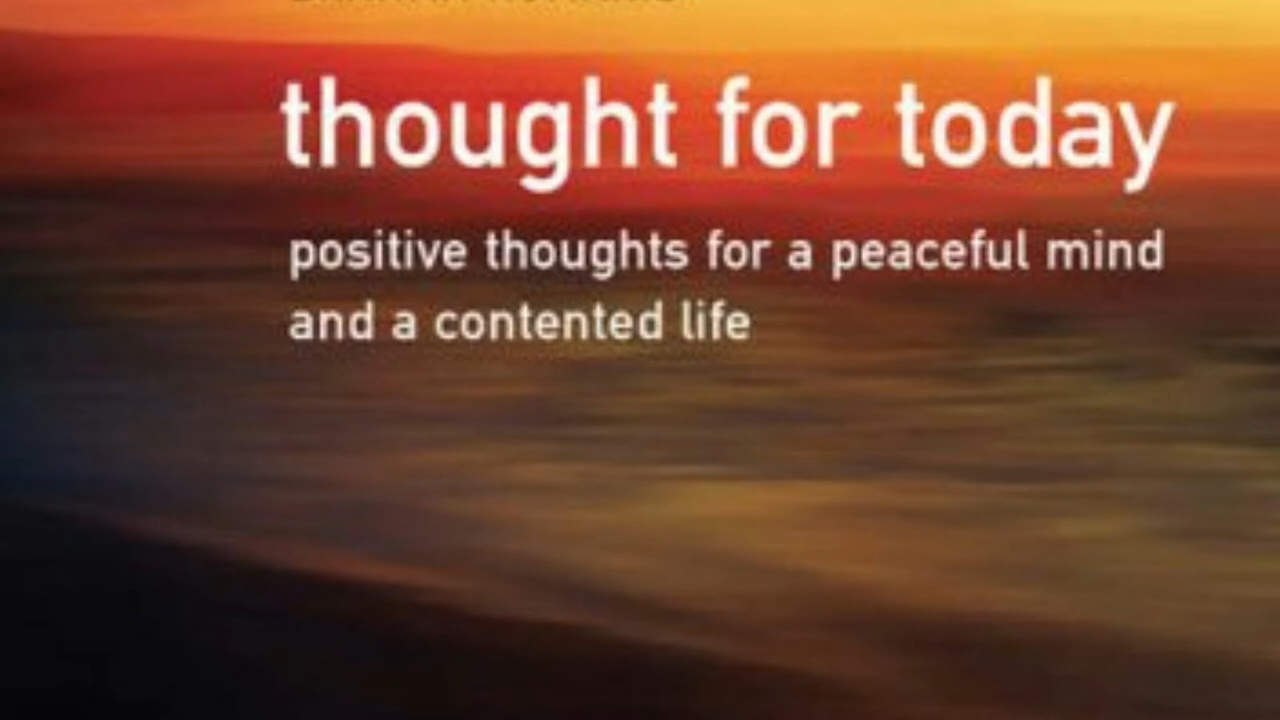 thought for today
positive thoughts for a peaceful mind
and a contented life